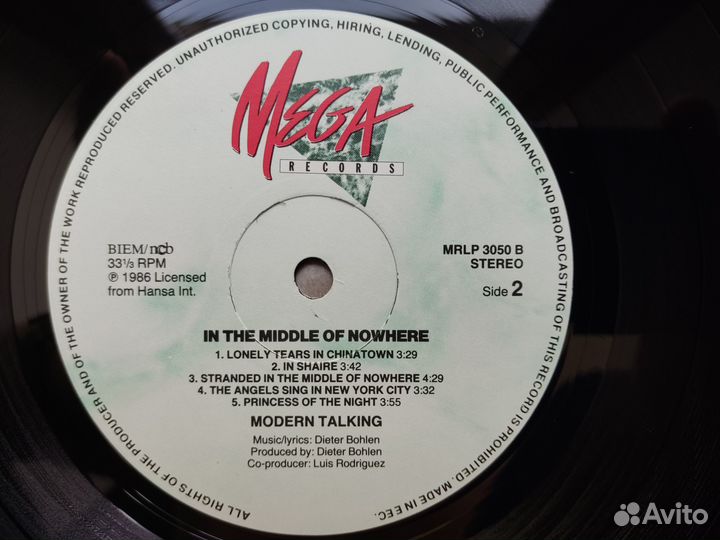 ALL RIGHTS OF THE PRODUCER AND OF THE OWNER OF THE WORK REPRODUCED RESERVED. UNAUTHORIZED COPYING, HIRING, LENDING, PUBLIC PERFORMANCE AND BROADCASTING OF THIS RECORD IS PROHIBITED. MADE IN EEC.
MEGA
RECORDS
BIEM/ncb
33⅓ RPM
℗ 1986 Licensed
from Hansa Int.
MRLP 3050 B
STEREO
Side 2
IN THE MIDDLE OF NOWHERE
1. LONELY TEARS IN CHINATOWN 3:29
2. IN SHAIRE 3:42
3. STRANDED IN THE MIDDLE OF NOWHERE 4:29
4. THE ANGELS SING IN NEW YORK CITY 3:32
5. PRINCESS OF THE NIGHT 3:55
MODERN TALKING
Music/lyrics: Dieter Bohlen
Produced by: Dieter Bohlen
Co-producer: Luis Rodriguez
Avito